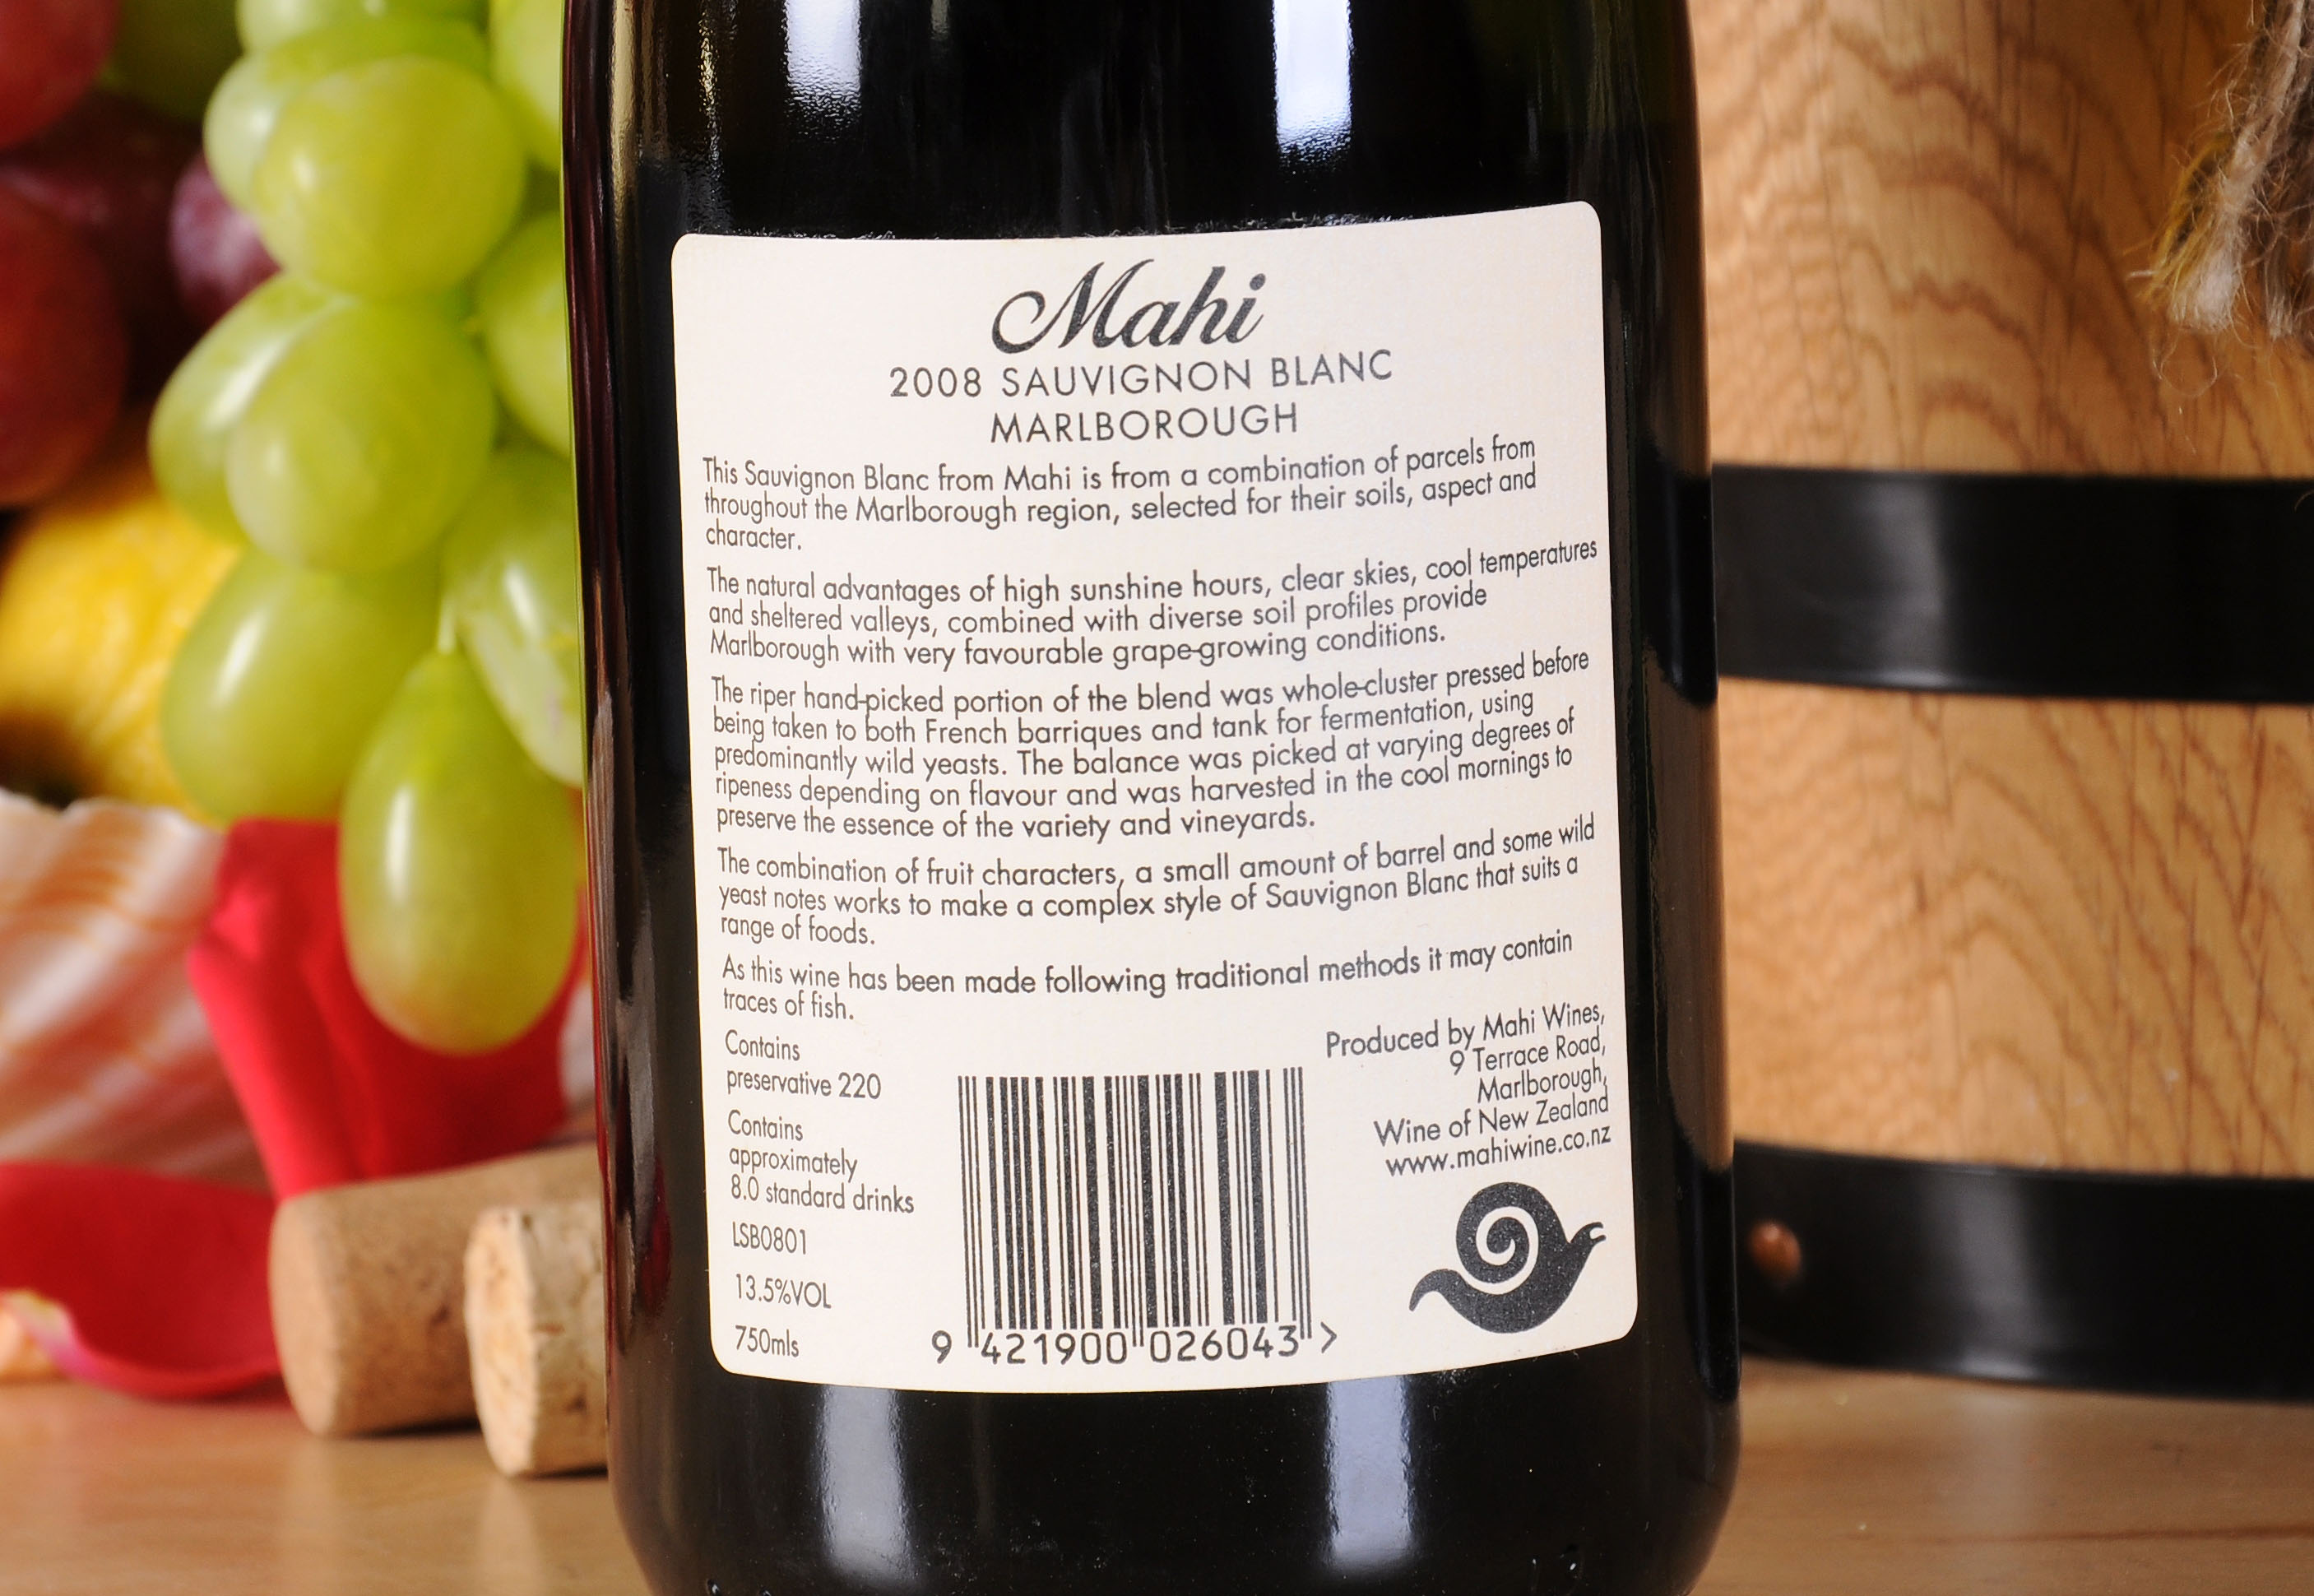 Mahi
2008 SAUVIGNON BLANC
MARLBOROUGH
This Sauvignon Blanc from Mahi is from a combination of parcels from
throughout the Marlborough region, selected for their soils, aspect and
character.
The natural advantages of high sunshine hours, clear skies, cool temperatures
and sheltered valleys, combined with diverse soil profiles provide
Marlborough with very favourable grape-growing conditions.
The riper hand-picked portion of the blend was whole-cluster pressed before
being taken to both French barriques and tank for fermentation, using
predominantly wild yeasts. The balance was picked at varying degrees of
ripeness depending on flavour and was harvested in the cool mornings to
preserve the essence of the variety and vineyards.
The combination of fruit characters, a small amount of barrel and some wild
yeast notes works to make a complex style of Sauvignon Blanc that suits a
range of foods.
As this wine has been made following traditional methods it may contain
traces of fish.
Contains
preservative 220
Contains
approximately
8.0 standard drinks
LSB0801
13.5%VOL
750mls
9 421900 026043 >
Produced by Mahi Wines,
9 Terrace Road,
Marlborough,
Wine of New Zealand
www.mahiwine.co.nz